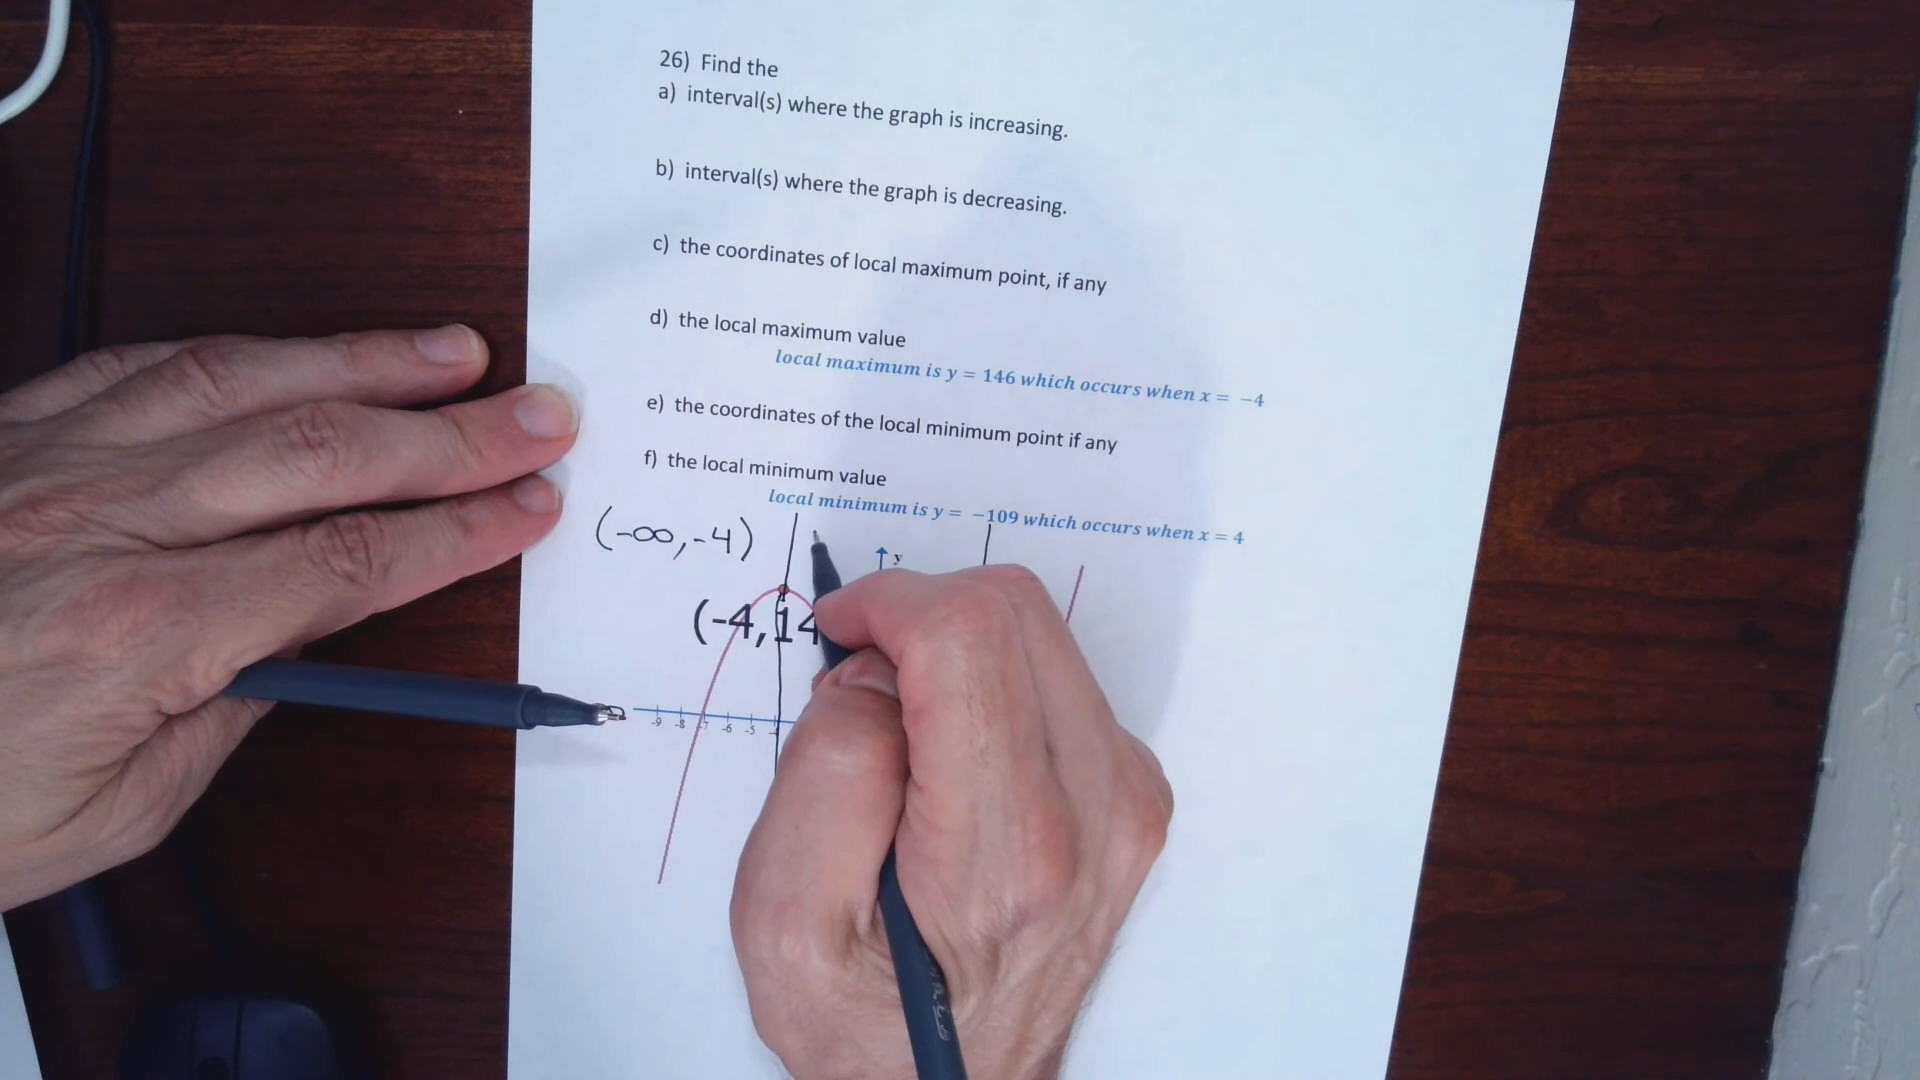 26) Find the
a) interval(s) where the graph is increasing.
b) interval(s) where the graph is decreasing.
c) the coordinates of local maximum point, if any
d) the local maximum value
local maximum is y = 146 which occurs when x = −4
e) the coordinates of the local minimum point if any
f) the local minimum value
local minimum is y = −109 which occurs when x = 4
(-∞,-4)
y
(-4,14
-9 -8 -7 -6 -5